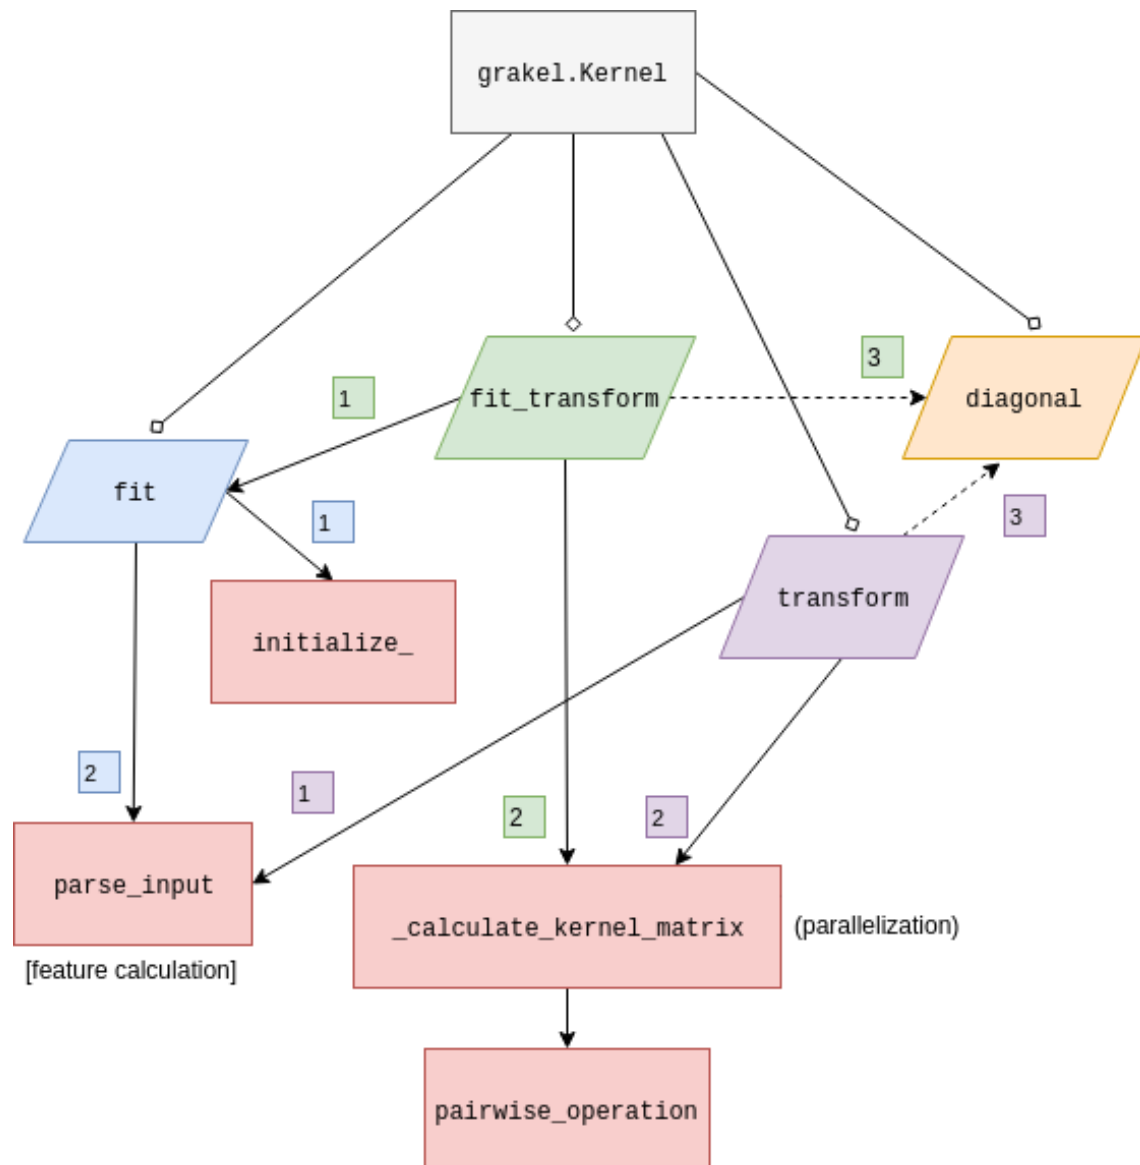 grakel.Kernel
3
1
fit_transform
diagonal
fit
1
3
transform
initialize_
2
1
2
2
parse_input
_calculate_kernel_matrix
(parallelization)
[feature calculation]
pairwise_operation